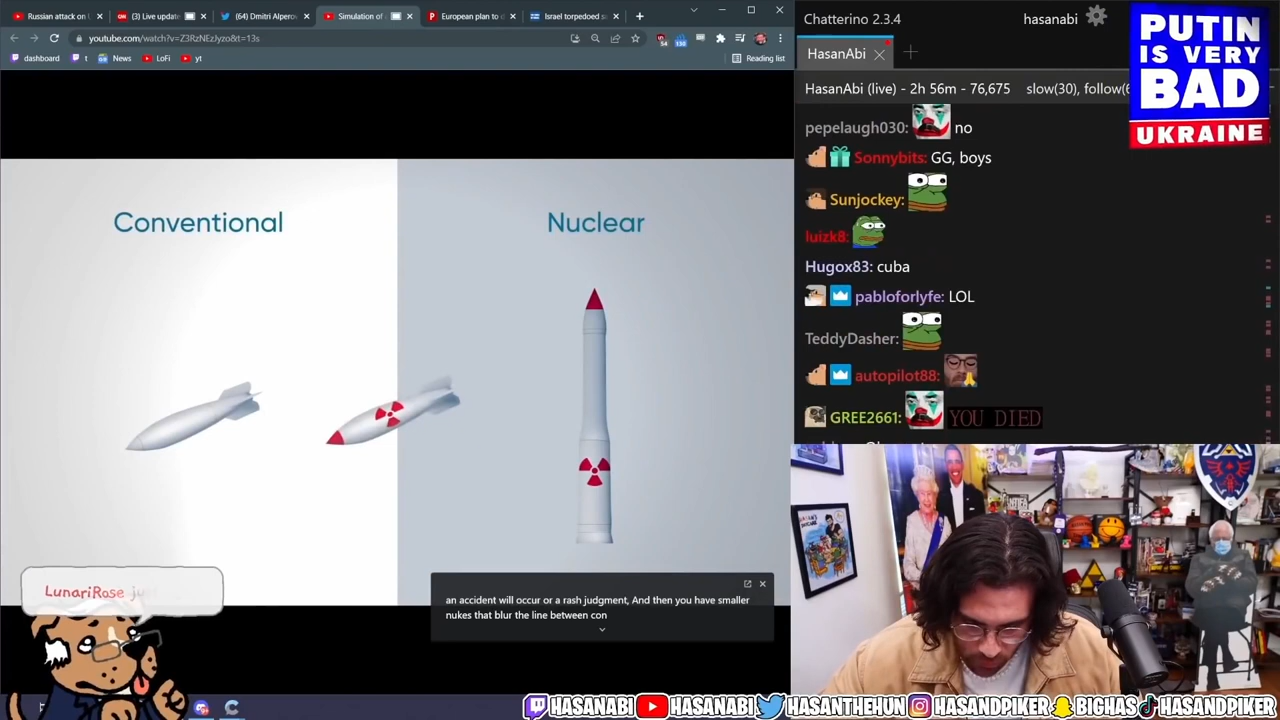 Russian attack on U
(3) Live update
(64) Dmitri Alperov
Simulation of
European plan to d
Israel torpedoed s
youtube.com/watch?v=Z3RzNEzJyzo&t=13s
dashboard
t
News
LoFi
yt
Reading list
Conventional
Nuclear
an accident will occur or a rash judgment, And then you have smaller
nukes that blur the line between con
LunariRose jus
Chatterino 2.3.4
hasanabi
HasanAbi
HasanAbi (live) - 2h 56m - 76,675 slow(30), follow(6
pepelaugh030: no
Sonnybits: GG, boys
Sunjockey:
luizk8:
Hugox83: cuba
pabloforlyfe: LOL
TeddyDasher:
autopilot88:
GREE2661: YOU DIED
PUTIN
IS VERY
BAD
UKRAINE
HASANABI HASANABI HASANTHEHUN HASANDPIKER BIGHAS HASANDPIKER